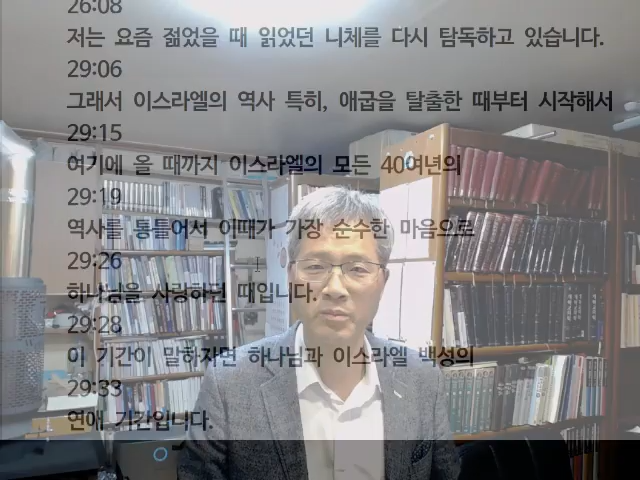 26:08
저는 요즘 젊었을 때 읽었던 니체를 다시 탐독하고 있습니다.
29:06
그래서 이스라엘의 역사 특히, 애굽을 탈출한 때부터 시작해서
29:15
여기에 올 때까지 이스라엘의 모든 40여년의
29:19
역사를 통틀어서 이때가 가장 순수한 마음으로
29:26
하나님을 사랑하던 때입니다.
29:28
이 기간이 말하자면 하나님과 이스라엘 백성의
29:33
연애 기간입니다.